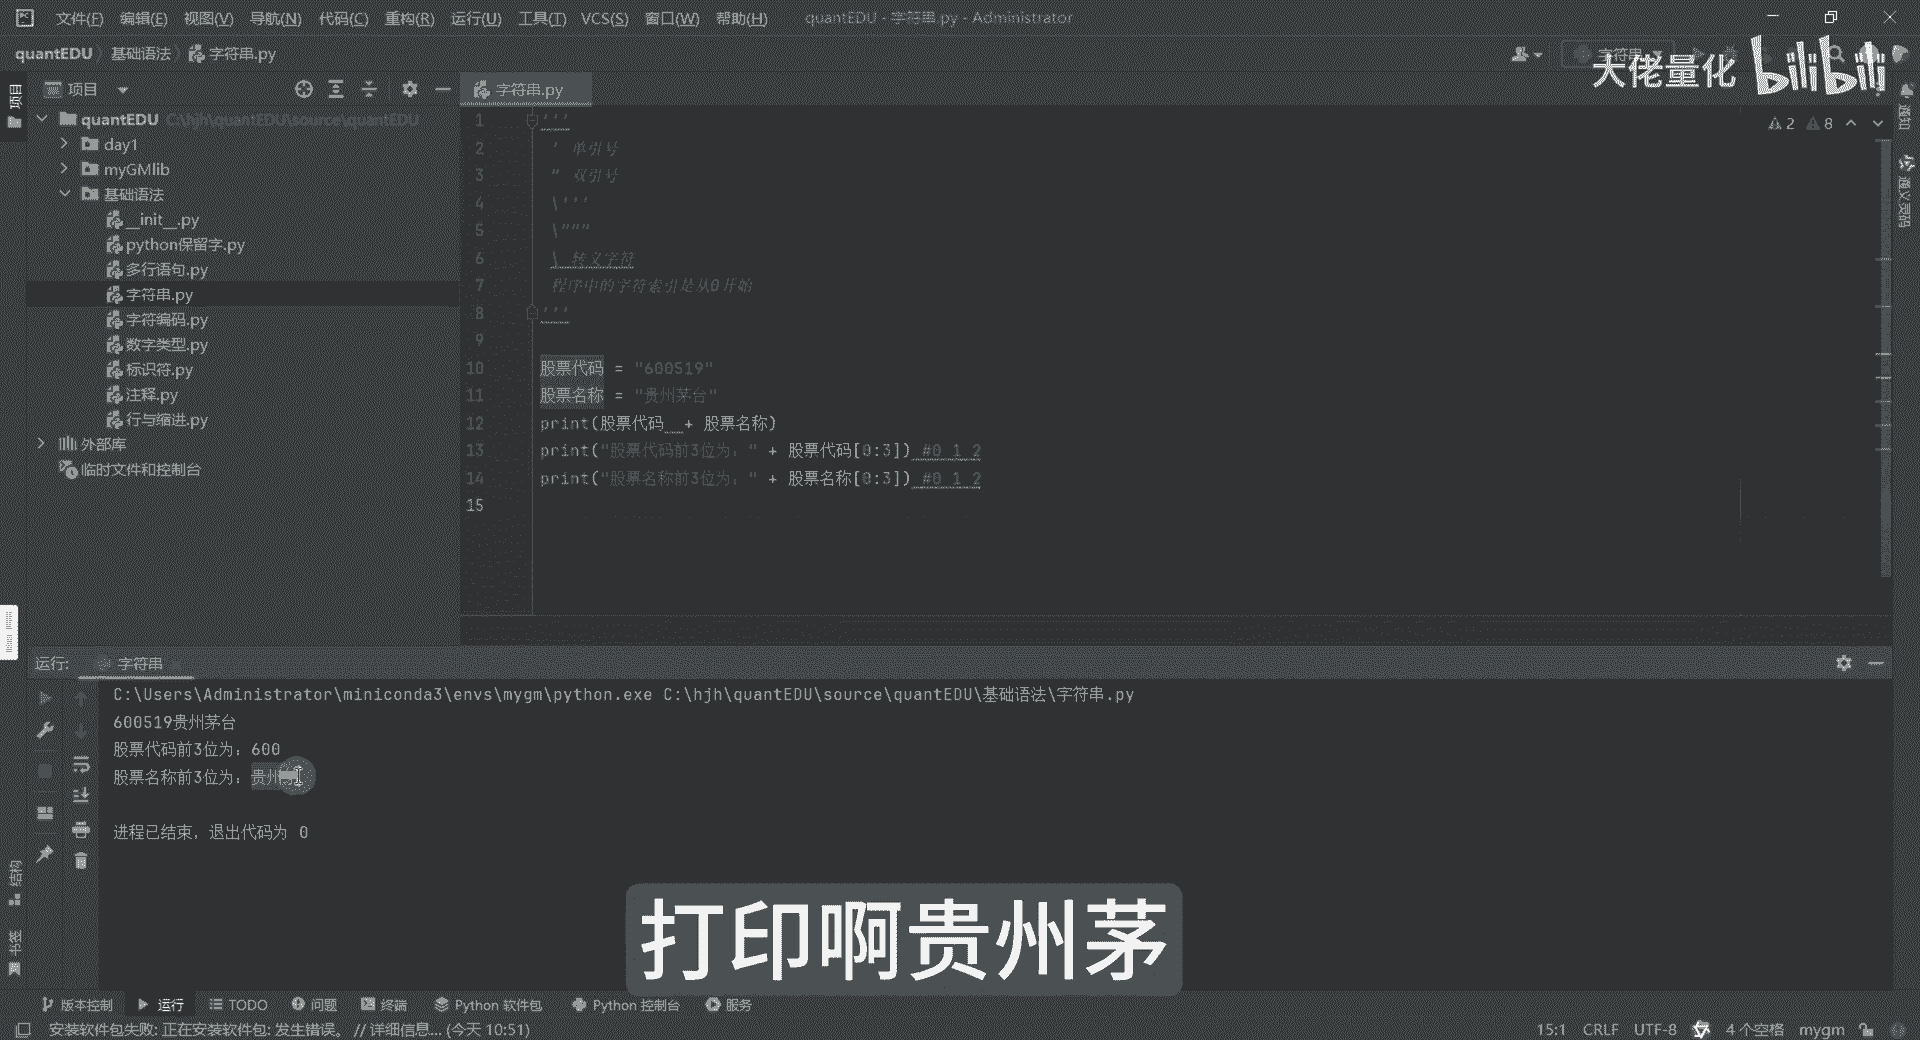 文件(F) 编辑(E) 视图(V) 导航(N) 代码(C) 重构(R) 运行(U) 工具(T) VCS(S) 窗口(W) 帮助(H) quantEDU - 字符串.py - Administrator
quantEDU 基础语法 字符串.py
字符串
大佬量化 bilibili
项目
项目
字符串.py
quantEDU C:\hjh\quantEDU\source\quantEDU
day1
myGMlib
基础语法
__init__.py
python保留字.py
多行语句.py
字符串.py
字符编码.py
数字类型.py
标识符.py
注释.py
行与缩进.py
外部库
临时文件和控制台
2 8
通知
通义灵码
1 '''
2 ' 单引号
3 " 双引号
4 \'''
5 \"""
6 \ 转义字符
7 程序中的字符索引是从0开始
8 '''
9
10 股票代码 = "600519"
11 股票名称 = "贵州茅台"
12 print(股票代码  + 股票名称)
13 print("股票代码前3位为：" + 股票代码[0:3]) #0 1 2
14 print("股票名称前3位为：" + 股票名称[0:3]) #0 1 2
15
运行: 字符串
C:\Users\Administrator\miniconda3\envs\mygm\python.exe C:\hjh\quantEDU\source\quantEDU\基础语法\字符串.py
600519贵州茅台
股票代码前3位为：600
股票名称前3位为：贵州
进程已结束，退出代码为 0
结构
书签
打印啊贵州茅
版本控制 运行 TODO 问题 终端 Python 软件包 Python 控制台 服务
安装软件包失败: 正在安装软件包: 发生错误。 // 详细信息... (今天 10:51)
15:1 CRLF UTF-8 4 个空格 mygm